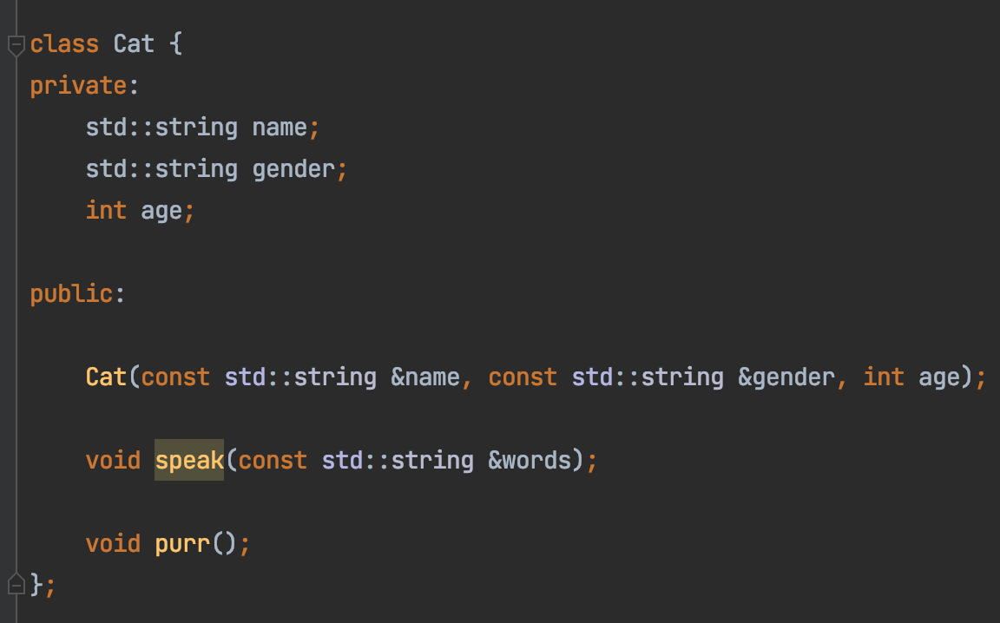 class Cat {
private:
    std::string name;
    std::string gender;
    int age;
public:
    Cat(const std::string &name, const std::string &gender, int age);
    void speak(const std::string &words);
    void purr();
};